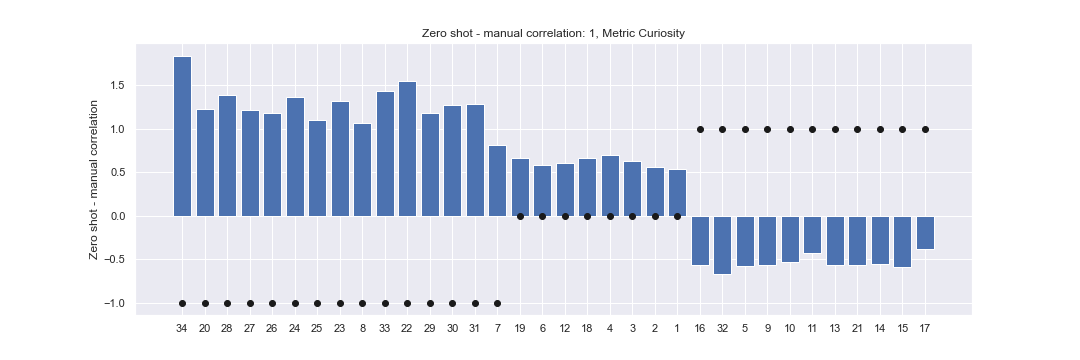 Zero shot - manual correlation: 1, Metric Curiosity
Zero shot - manual correlation
1.5
1.0
0.5
0.0
−0.5
−1.0
34 20 28 27 26 24 25 23 8 33 22 29 30 31 7 19 6 12 18 4 3 2 1 16 32 5 9 10 11 13 21 14 15 17